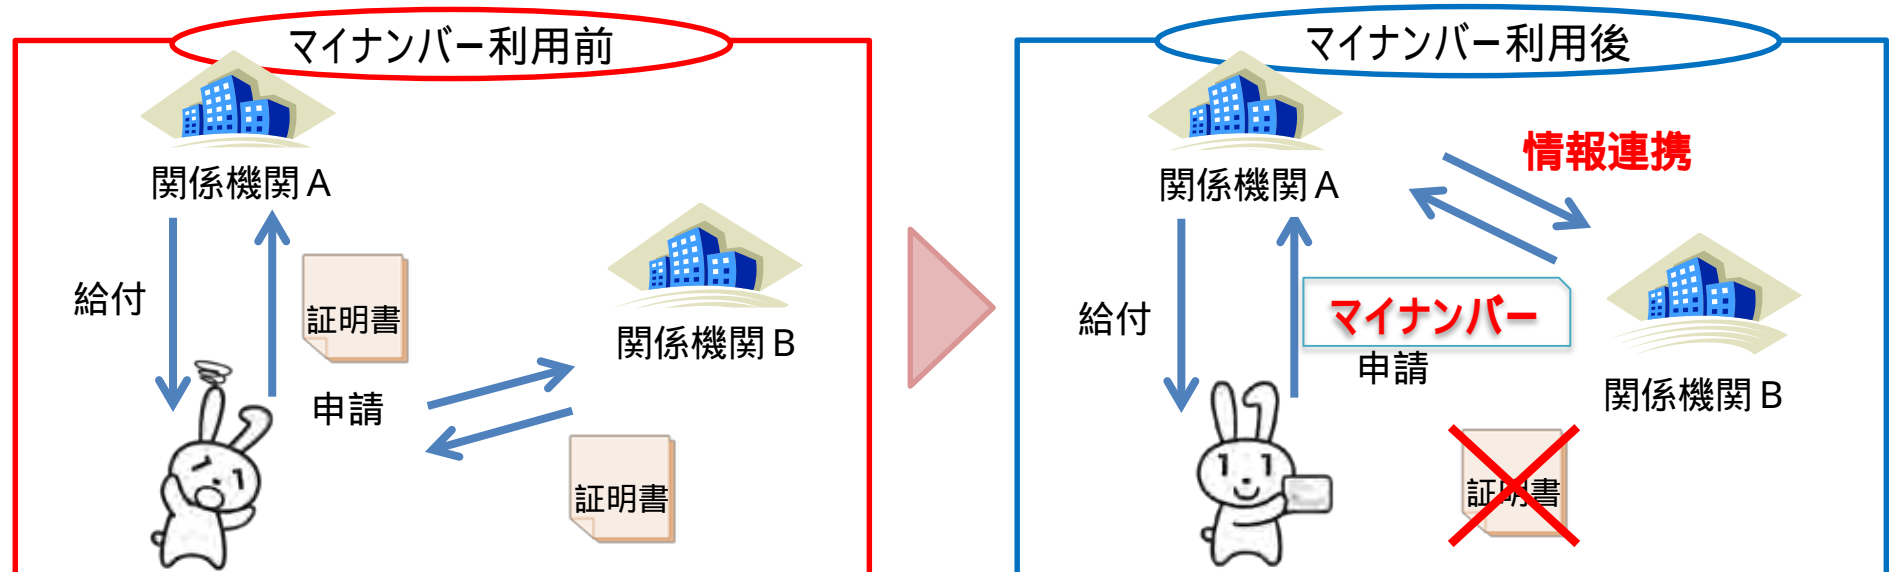 マイナンバー利用前
関係機関A
給付
証明書
申請
関係機関B
証明書
マイナンバー利用後
関係機関A
情報連携
給付
マイナンバー
申請
関係機関B
証明書